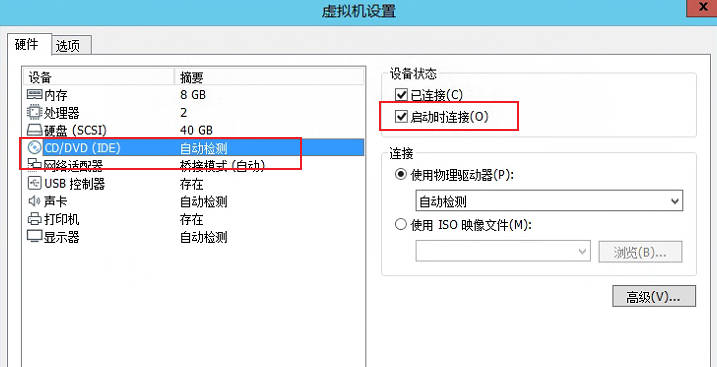 虚拟机设置
X
硬件 选项
设备 摘要
内存 8 GB
处理器 2
硬盘 (SCSI) 40 GB
CD/DVD (IDE) 自动检测
网络适配器 桥接模式 (自动)
USB 控制器 存在
声卡 自动检测
打印机 存在
显示器 自动检测
设备状态
已连接(C)
启动时连接(O)
连接
使用物理驱动器(P):
自动检测
使用 ISO 映像文件(M):
浏览(B)...
高级(V)...